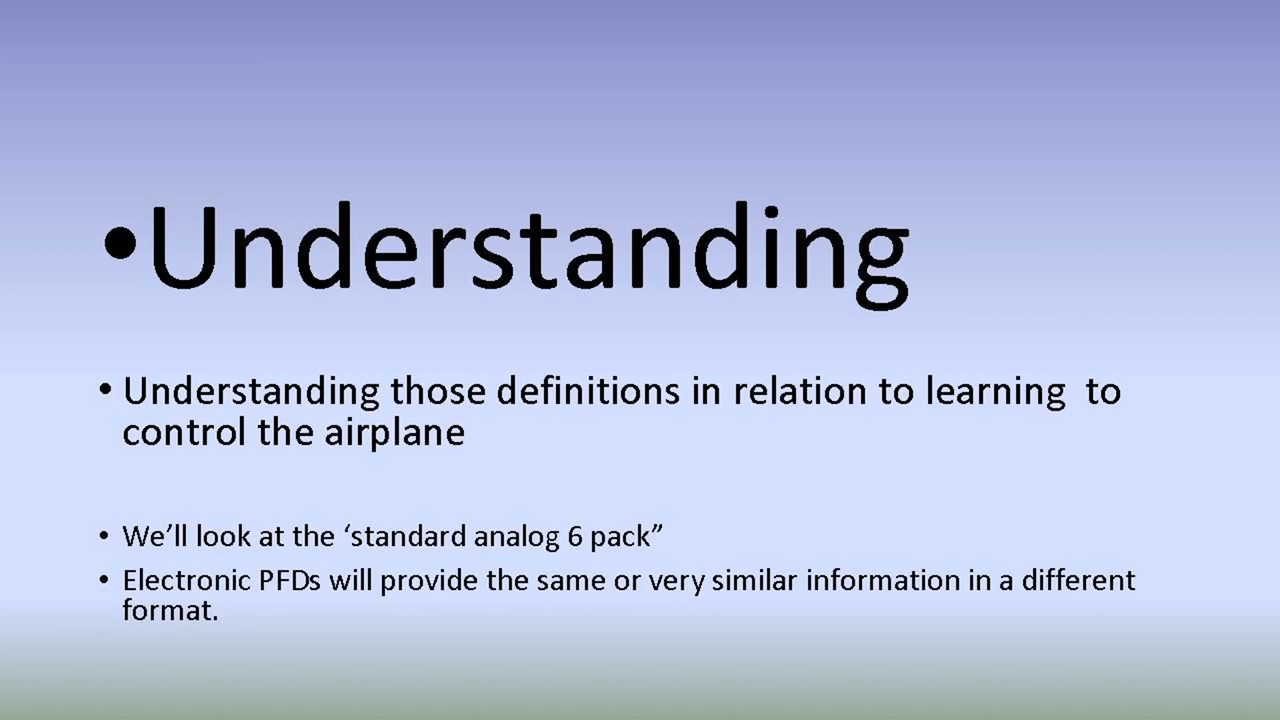 •Understanding
• Understanding those definitions in relation to learning  to
control the airplane
• We’ll look at the ‘standard analog 6 pack”
• Electronic PFDs will provide the same or very similar information in a different
format.